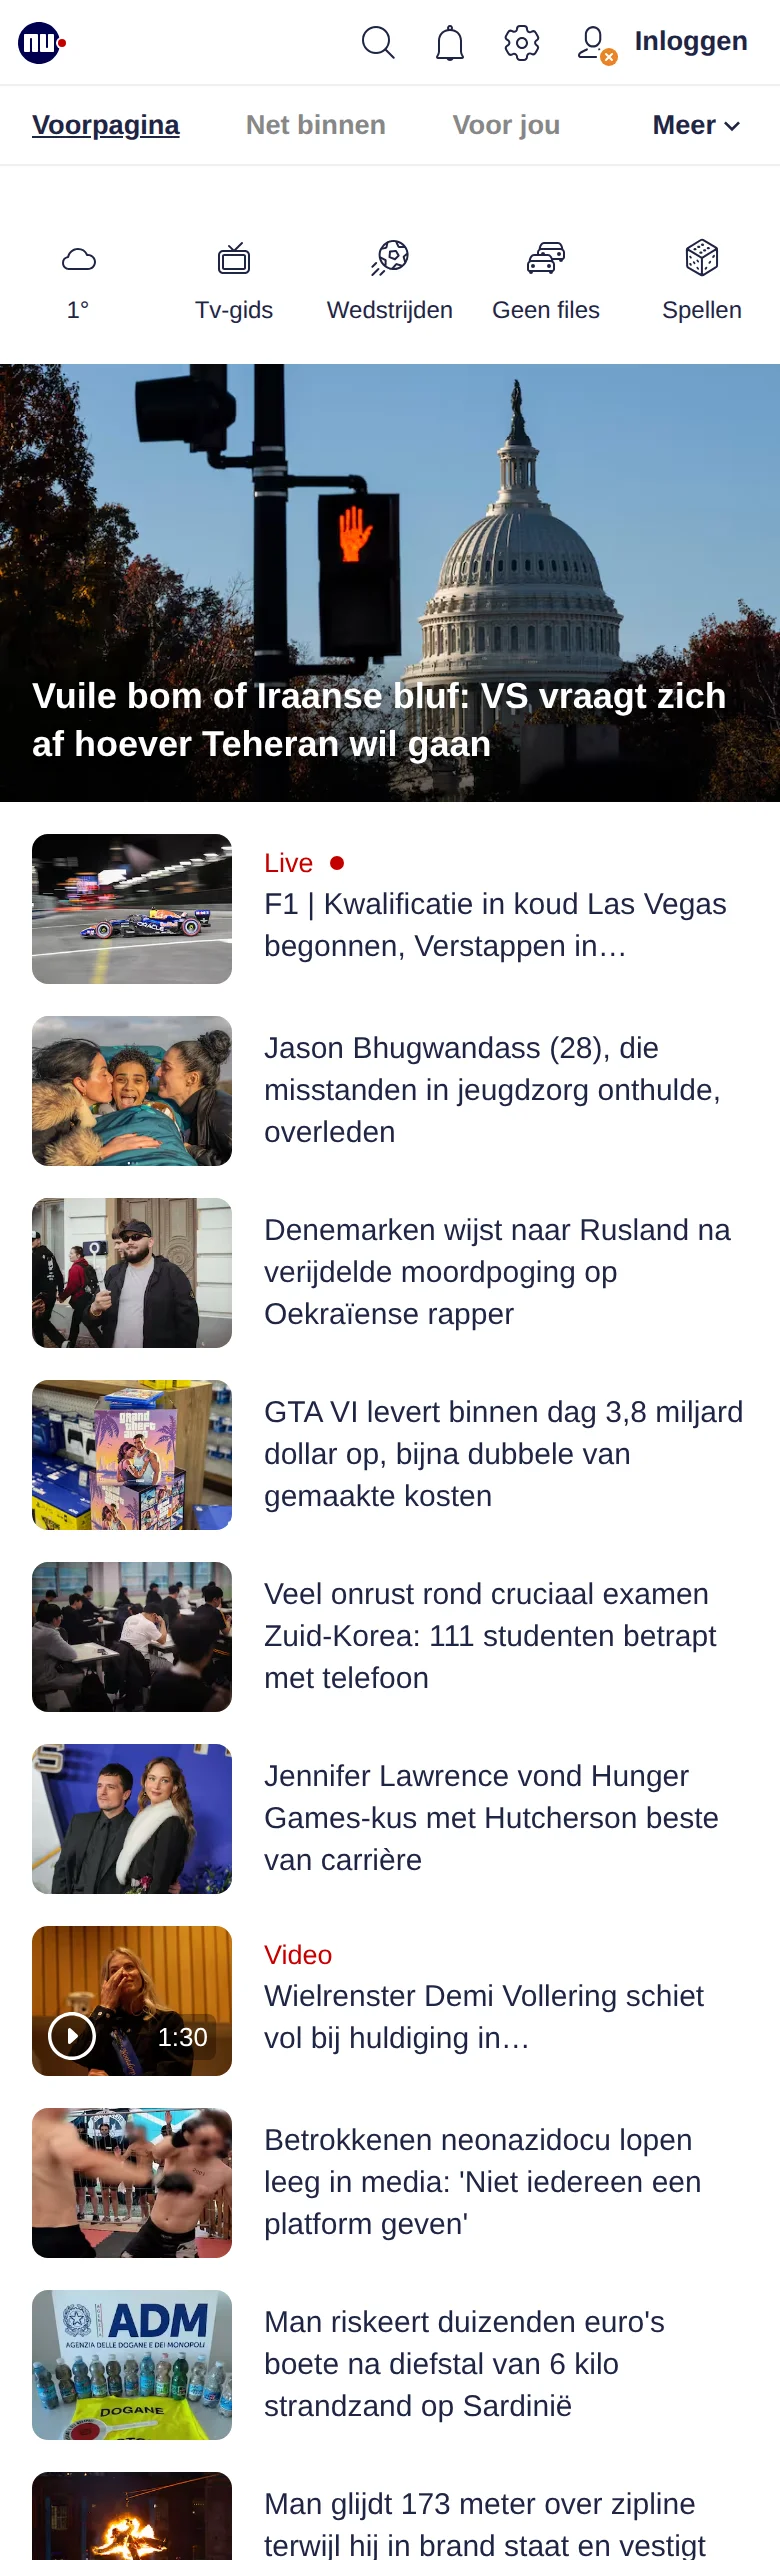 nu
Inloggen
Voorpagina
Net binnen
Voor jou
Meer
1°
Tv-gids
Wedstrijden
Geen files
Spellen
Vuile bom of Iraanse bluf: VS vraagt zich
af hoever Teheran wil gaan
Live
F1 | Kwalificatie in koud Las Vegas
begonnen, Verstappen in…
ORACLE
Jason Bhugwandass (28), die
misstanden in jeugdzorg onthulde,
overleden
Denemarken wijst naar Rusland na
verijdelde moordpoging op
Oekraïense rapper
grand
theft
GTA VI levert binnen dag 3,8 miljard
dollar op, bijna dubbele van
gemaakte kosten
Veel onrust rond cruciaal examen
Zuid-Korea: 111 studenten betrapt
met telefoon
Jennifer Lawrence vond Hunger
Games-kus met Hutcherson beste
van carrière
1:30
Video
Wielrenster Demi Vollering schiet
vol bij huldiging in…
Betrokkenen neonazidocu lopen
leeg in media: 'Niet iedereen een
platform geven'
ADM
AGENZIA DELLE DOGANE E DEI MONOPOLI
DOGANE
Man riskeert duizenden euro's
boete na diefstal van 6 kilo
strandzand op Sardinië
Man glijdt 173 meter over zipline
terwijl hij in brand staat en vestigt